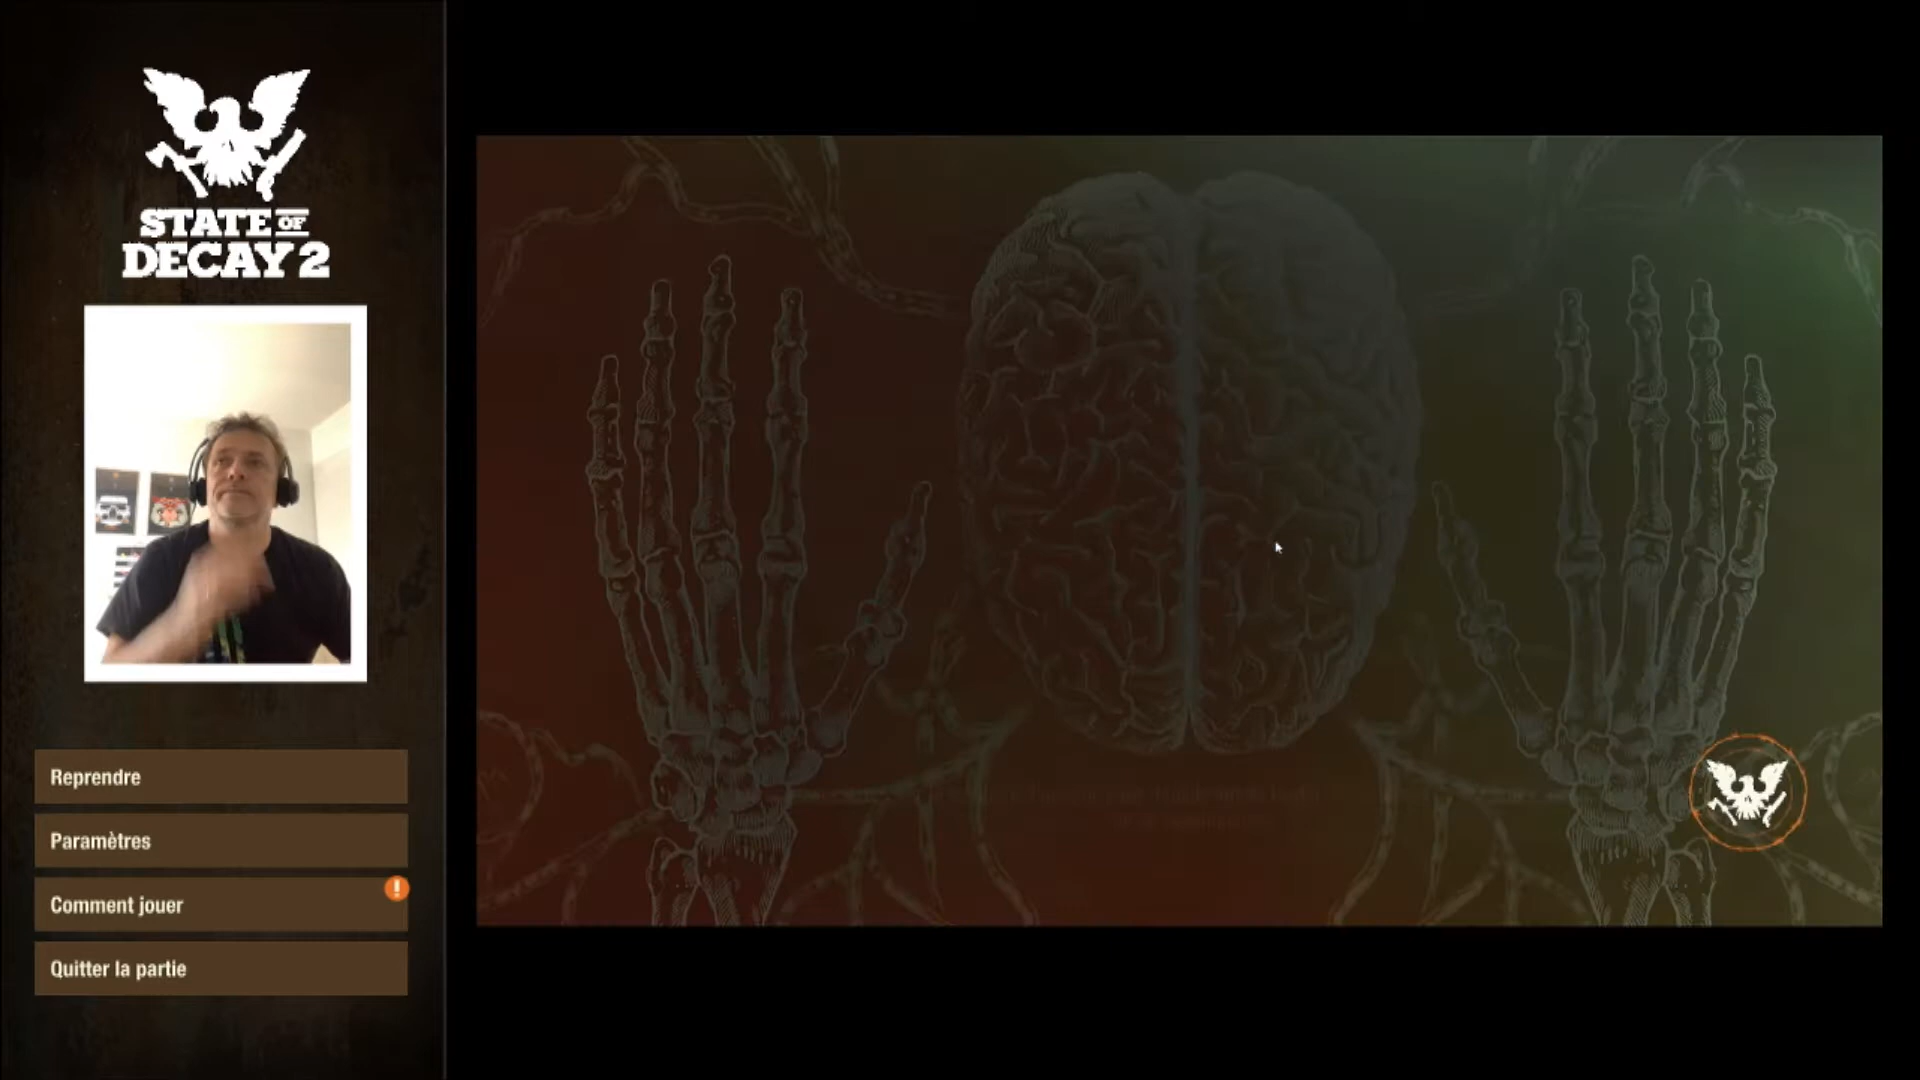 STATE OF
DECAY 2
Reprendre
Paramètres
Comment jouer
!
Quitter la partie